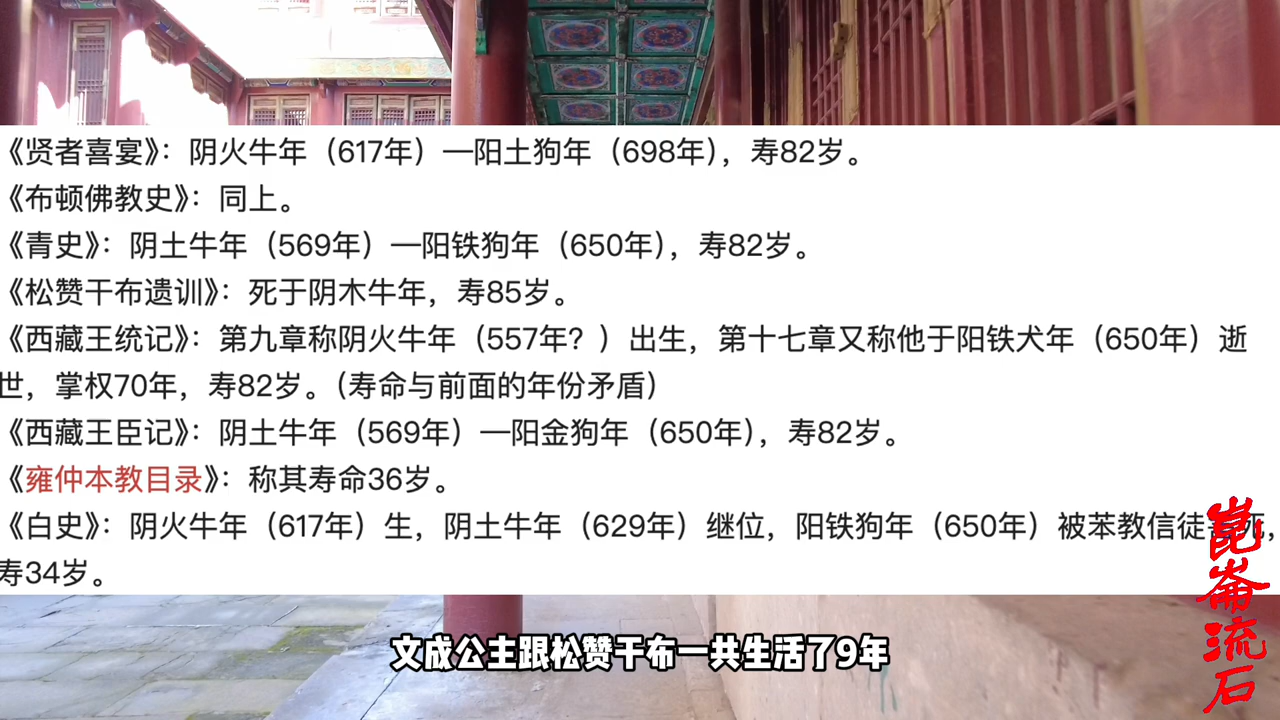 《贤者喜宴》：阴火牛年（617年）—阳土狗年（698年），寿82岁。
《布顿佛教史》：同上。
《青史》：阴土牛年（569年）—阳铁狗年（650年），寿82岁。
《松赞干布遗训》：死于阴木牛年，寿85岁。
《西藏王统记》：第九章称阴火牛年（557年？）出生，第十七章又称他于阳铁犬年（650年）逝
世，掌权70年，寿82岁。（寿命与前面的年份矛盾）
《西藏王臣记》：阴土牛年（569年）—阳金狗年（650年），寿82岁。
《雍仲本教目录》：称其寿命36岁。
《白史》：阴火牛年（617年）生，阴土牛年（629年）继位，阳铁狗年（650年）被苯教信徒死，
寿34岁。
文成公主跟松赞干布一共生活了9年
崑崙流石